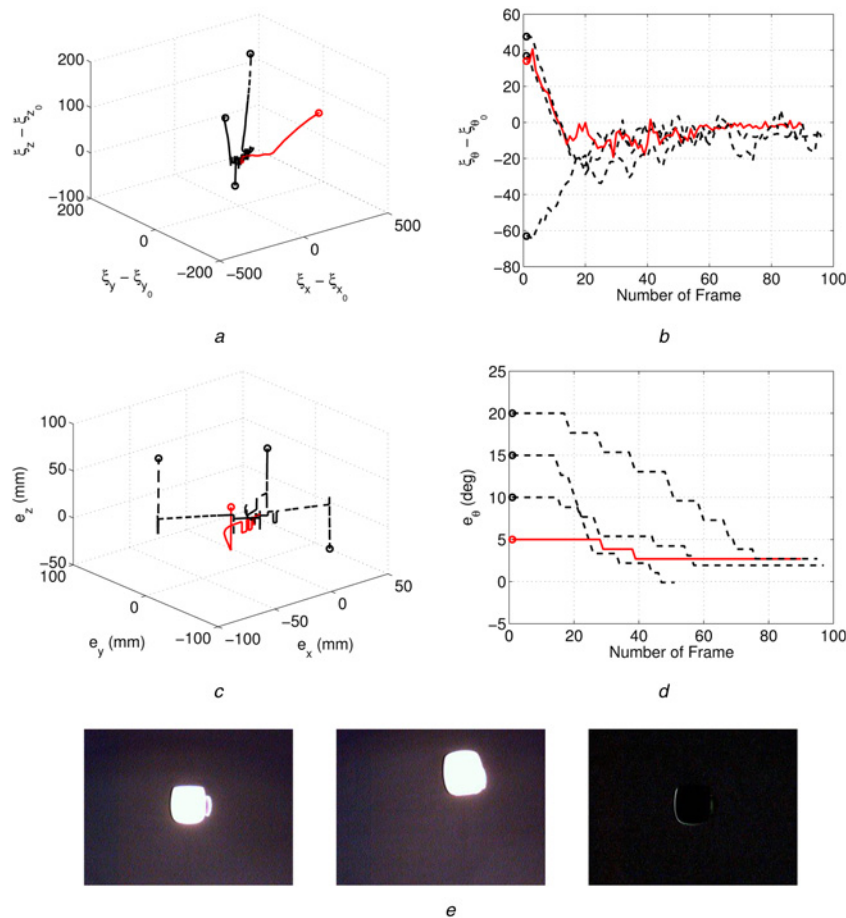 200
100
0
−100
200
0
−200
−500
0
500
ξz − ξz0
ξy − ξy0
ξx − ξx0
a
60
40
20
0
−20
−40
−60
−80
0 20 40 60 80 100
ξθ − ξθ0
Number of Frame
b
100
50
0
−50
100
0
−100
−100
−50
0
50
ez (mm)
ey (mm)
ex (mm)
c
25
20
15
10
5
0
−5
0 20 40 60 80 100
eθ (deg)
Number of Frame
d
e